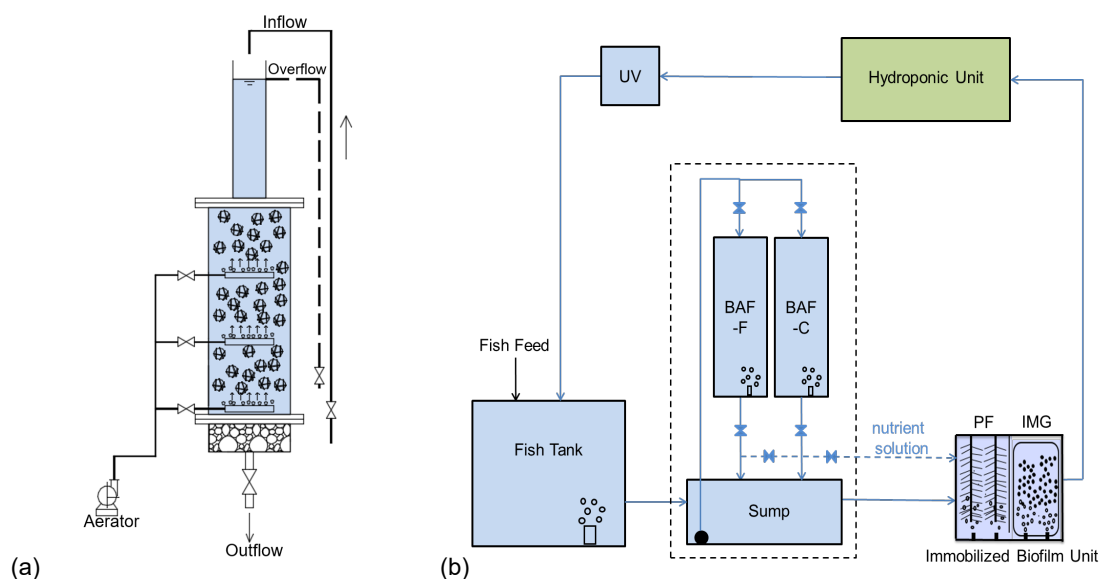 Inflow
Overflow
Aerator
Outflow
(a)
UV
Hydroponic Unit
BAF
-F
BAF
-C
Fish Feed
Fish Tank
nutrient
solution
PF
IMG
Sump
Immobilized Biofilm Unit
(b)